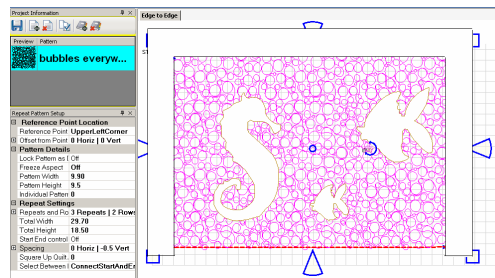 Project Information
Edge to Edge
Preview Pattern
bubbles everyw...
Repeat Pattern Setup
Reference Point Location
Reference Point UpperLeftCorner
Offset from Point 0 Horiz | 0 Vert
Pattern Details
Lock Pattern as Off
Freeze Aspect Off
Pattern Width 9.90
Pattern Height 9.5
Individual Pattern 0
Repeat Settings
Repeats and Ro 3 Repeats | 2 Rows
Total Width 29.70
Total Height 18.50
Start End control Off
Spacing 0 Horiz | -0.5 Vert
Square Up Quilt. 0
Select Between ConnectStartAndEn